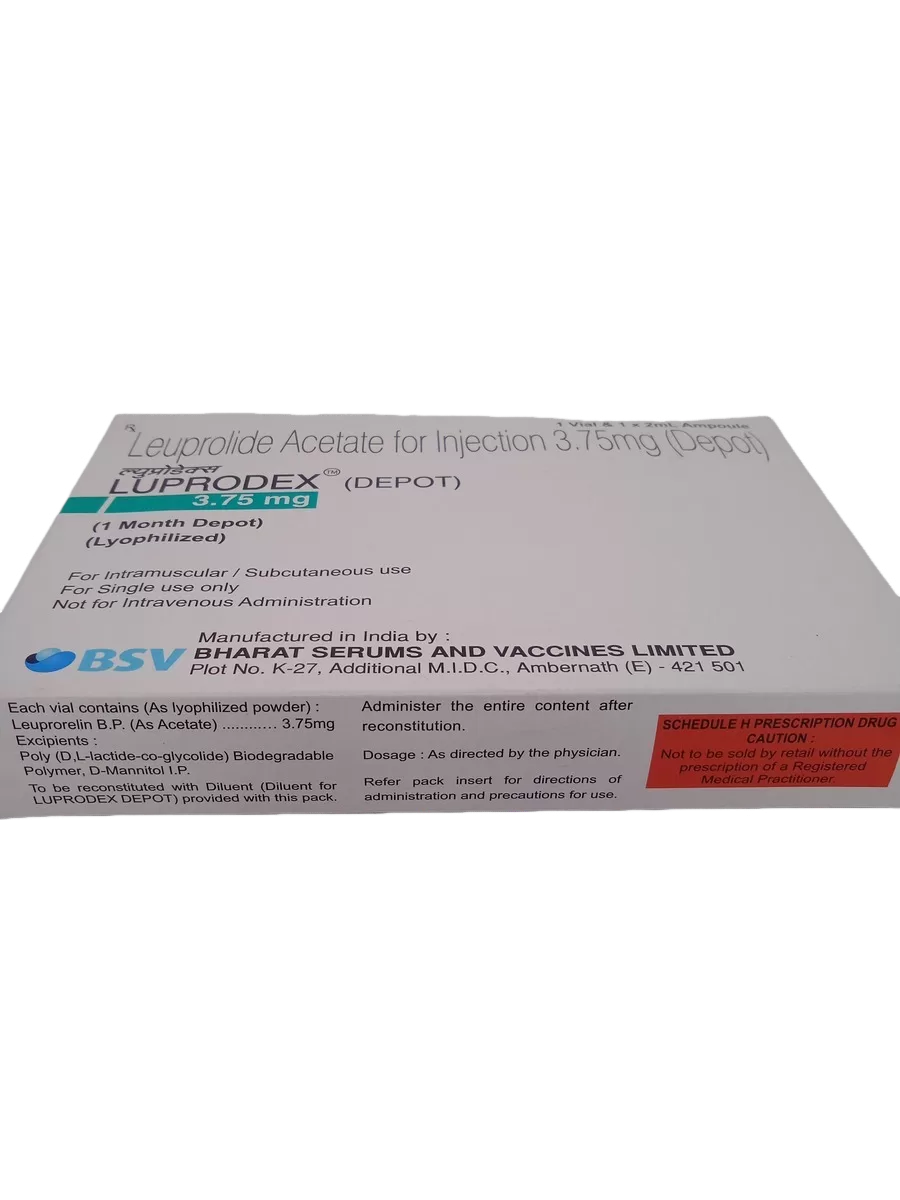 1 Vial & 1 x 2mL Ampoule
Rx Leuprolide Acetate for Injection 3.75mg (Depot)
ल्युप्रोडेक्स
LUPRODEX™ (DEPOT)
3.75 mg
(1 Month Depot)
(Lyophilized)
For Intramuscular / Subcutaneous use
For Single use only
Not for Intravenous Administration
Manufactured in India by :
BSV BHARAT SERUMS AND VACCINES LIMITED
Plot No. K-27, Additional M.I.D.C., Ambernath (E) - 421 501
Each vial contains (As lyophilized powder) :
Leuprorelin B.P. (As Acetate) ............ 3.75mg
Excipients :
Poly (D,L-lactide-co-glycolide) Biodegradable
Polymer, D-Mannitol I.P.
To be reconstituted with Diluent (Diluent for
LUPRODEX DEPOT) provided with this pack.
Administer the entire content after
reconstitution.
Dosage : As directed by the physician.
Refer pack insert for directions of
administration and precautions for use.
SCHEDULE H PRESCRIPTION DRUG
CAUTION :
Not to be sold by retail without the
prescription of a Registered
Medical Practitioner.